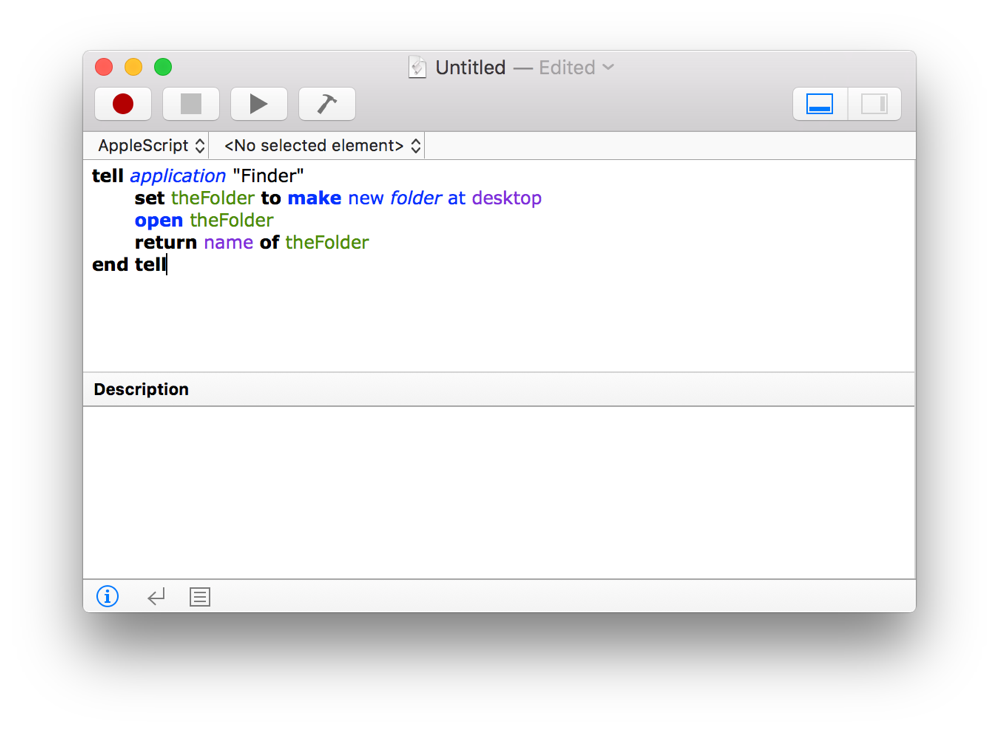 Untitled — Edited
AppleScript <No selected element>
tell application "Finder"
set theFolder to make new folder at desktop
open theFolder
return name of theFolder
end tell
Description